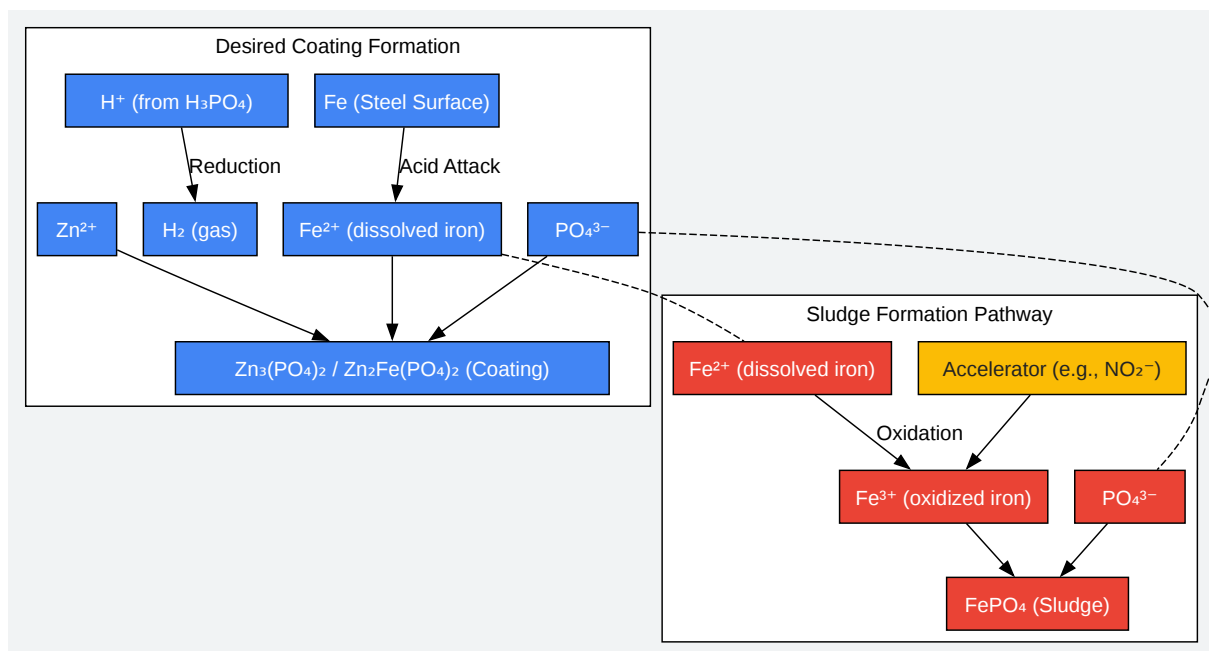 Desired Coating Formation
H⁺ (from H₃PO₄)
Fe (Steel Surface)
Reduction
Acid Attack
Zn²⁺
H₂ (gas)
Fe²⁺ (dissolved iron)
PO₄³⁻
Zn₃(PO₄)₂ / Zn₂Fe(PO₄)₂ (Coating)
Sludge Formation Pathway
Fe²⁺ (dissolved iron)
Accelerator (e.g., NO₂⁻)
Oxidation
Fe³⁺ (oxidized iron)
PO₄³⁻
FePO₄ (Sludge)